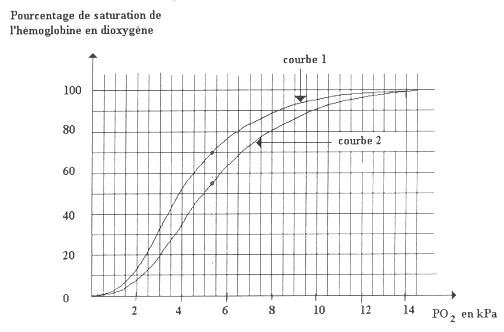 Pourcentage de saturation de
l'hémoglobine en dioxygène
courbe 1
100
80
courbe 2
60
40
20
0
2 4 6 8 10 12 14
PO2 en kPa